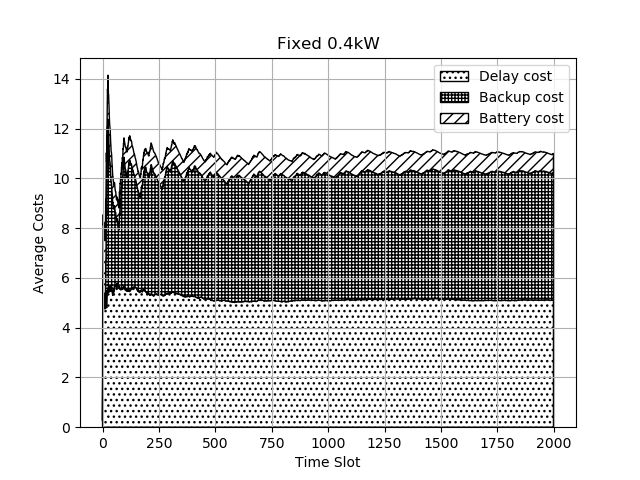 Fixed 0.4kW
Delay cost
Backup cost
Battery cost
Average Costs
14
12
10
8
6
4
2
0
0 250 500 750 1000 1250 1500 1750 2000
Time Slot